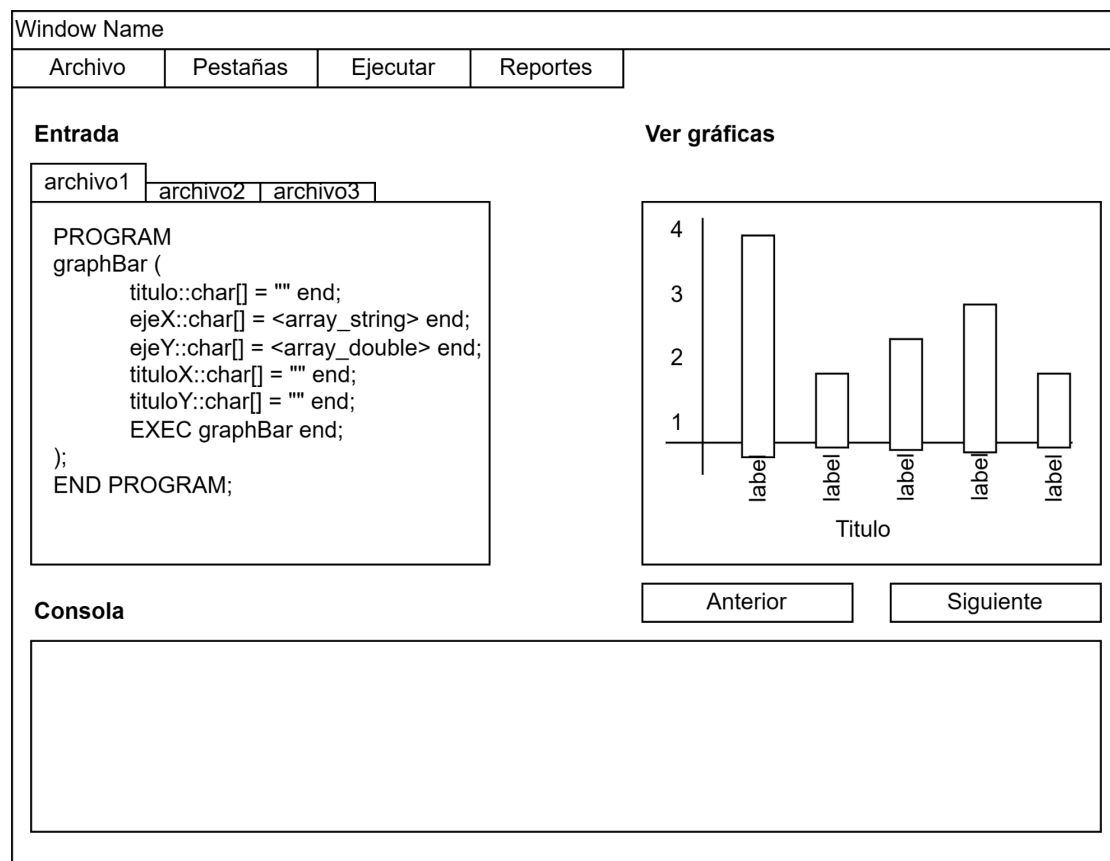 Window Name
Archivo Pestañas Ejecutar Reportes
Entrada
archivo1 archivo2 archivo3
PROGRAM
graphBar (
titulo::char[] = "" end;
ejeX::char[] = <array_string> end;
ejeY::char[] = <array_double> end;
tituloX::char[] = "" end;
tituloY::char[] = "" end;
EXEC graphBar end;
);
END PROGRAM;
Ver gráficas
4
3
2
1
label label label label label
Titulo
Anterior Siguiente
Consola